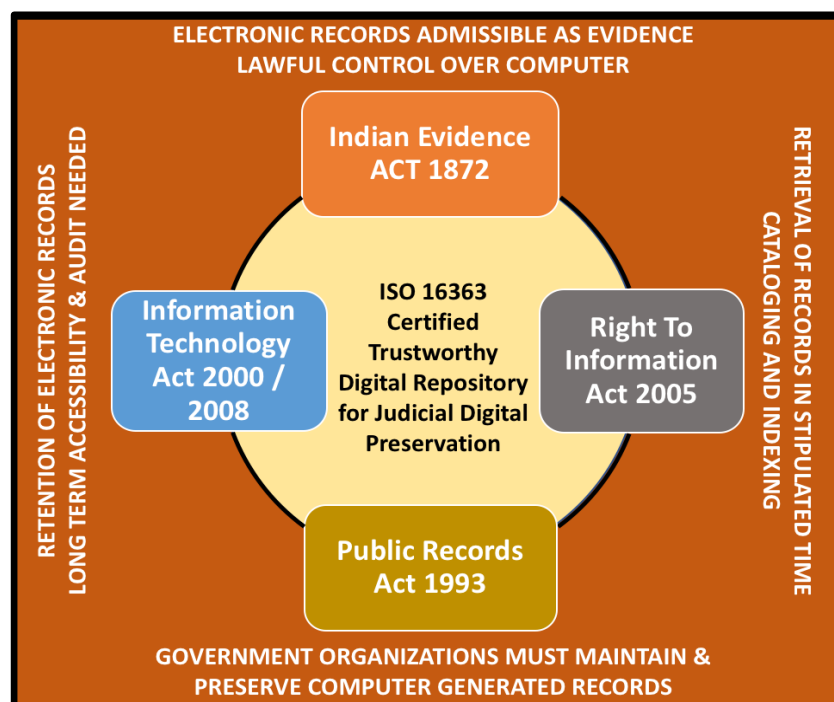 ELECTRONIC RECORDS ADMISSIBLE AS EVIDENCE
LAWFUL CONTROL OVER COMPUTER
Indian Evidence
ACT 1872
RETENTION OF ELECTRONIC RECORDS
LONG TERM ACCESSIBILITY & AUDIT NEEDED
Information
Technology
Act 2000 /
2008
ISO 16363
Certified
Trustworthy
Digital Repository
for Judicial Digital
Preservation
Right To
Information
Act 2005
RETRIEVAL OF RECORDS IN STIPULATED TIME
CATALOGING AND INDEXING
Public Records
Act 1993
GOVERNMENT ORGANIZATIONS MUST MAINTAIN &
PRESERVE COMPUTER GENERATED RECORDS